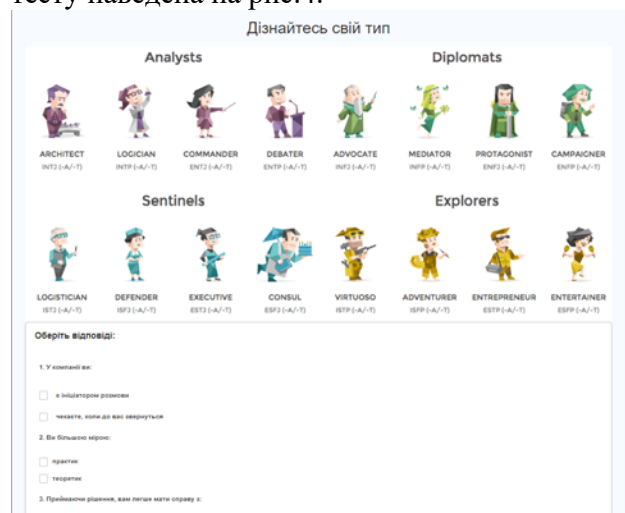 тесту наведена на рис.4.
Дізнайтесь свій тип
Analysts Diplomats
ARCHITECT LOGICIAN COMMANDER DEBATER ADVOCATE MEDIATOR PROTAGONIST CAMPAIGNER
INTJ (-A/-T) INTP (-A/-T) ENTJ (-A/-T) ENTP (-A/-T) INFJ (-A/-T) INFP (-A/-T) ENFJ (-A/-T) ENFP (-A/-T)
Sentinels Explorers
LOGISTICIAN DEFENDER EXECUTIVE CONSUL VIRTUOSO ADVENTURER ENTREPRENEUR ENTERTAINER
ISTJ (-A/-T) ISFJ (-A/-T) ESTJ (-A/-T) ESFJ (-A/-T) ISTP (-A/-T) ISFP (-A/-T) ESTP (-A/-T) ESFP (-A/-T)
Оберіть відповіді:
1. У компанії ви:
є ініціатором розмови
чекаєте, коли до вас звернуться
2. Ви більшою мірою:
практик
теоретик
3. Приймаючи рішення, вам легше мати справу з: